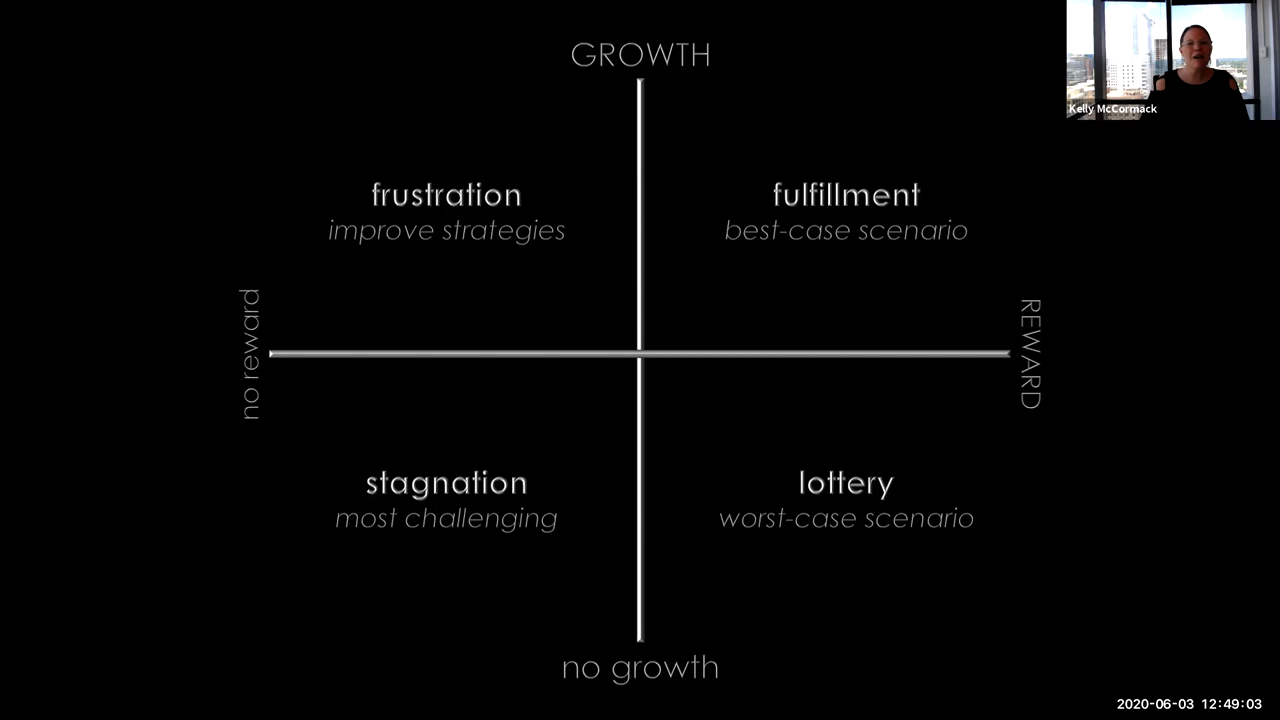 GROWTH
Kelly McCormack
frustration
improve strategies
fulfillment
best-case scenario
no reward
REWARD
stagnation
most challenging
lottery
worst-case scenario
no growth
2020-06-03 12:49:03